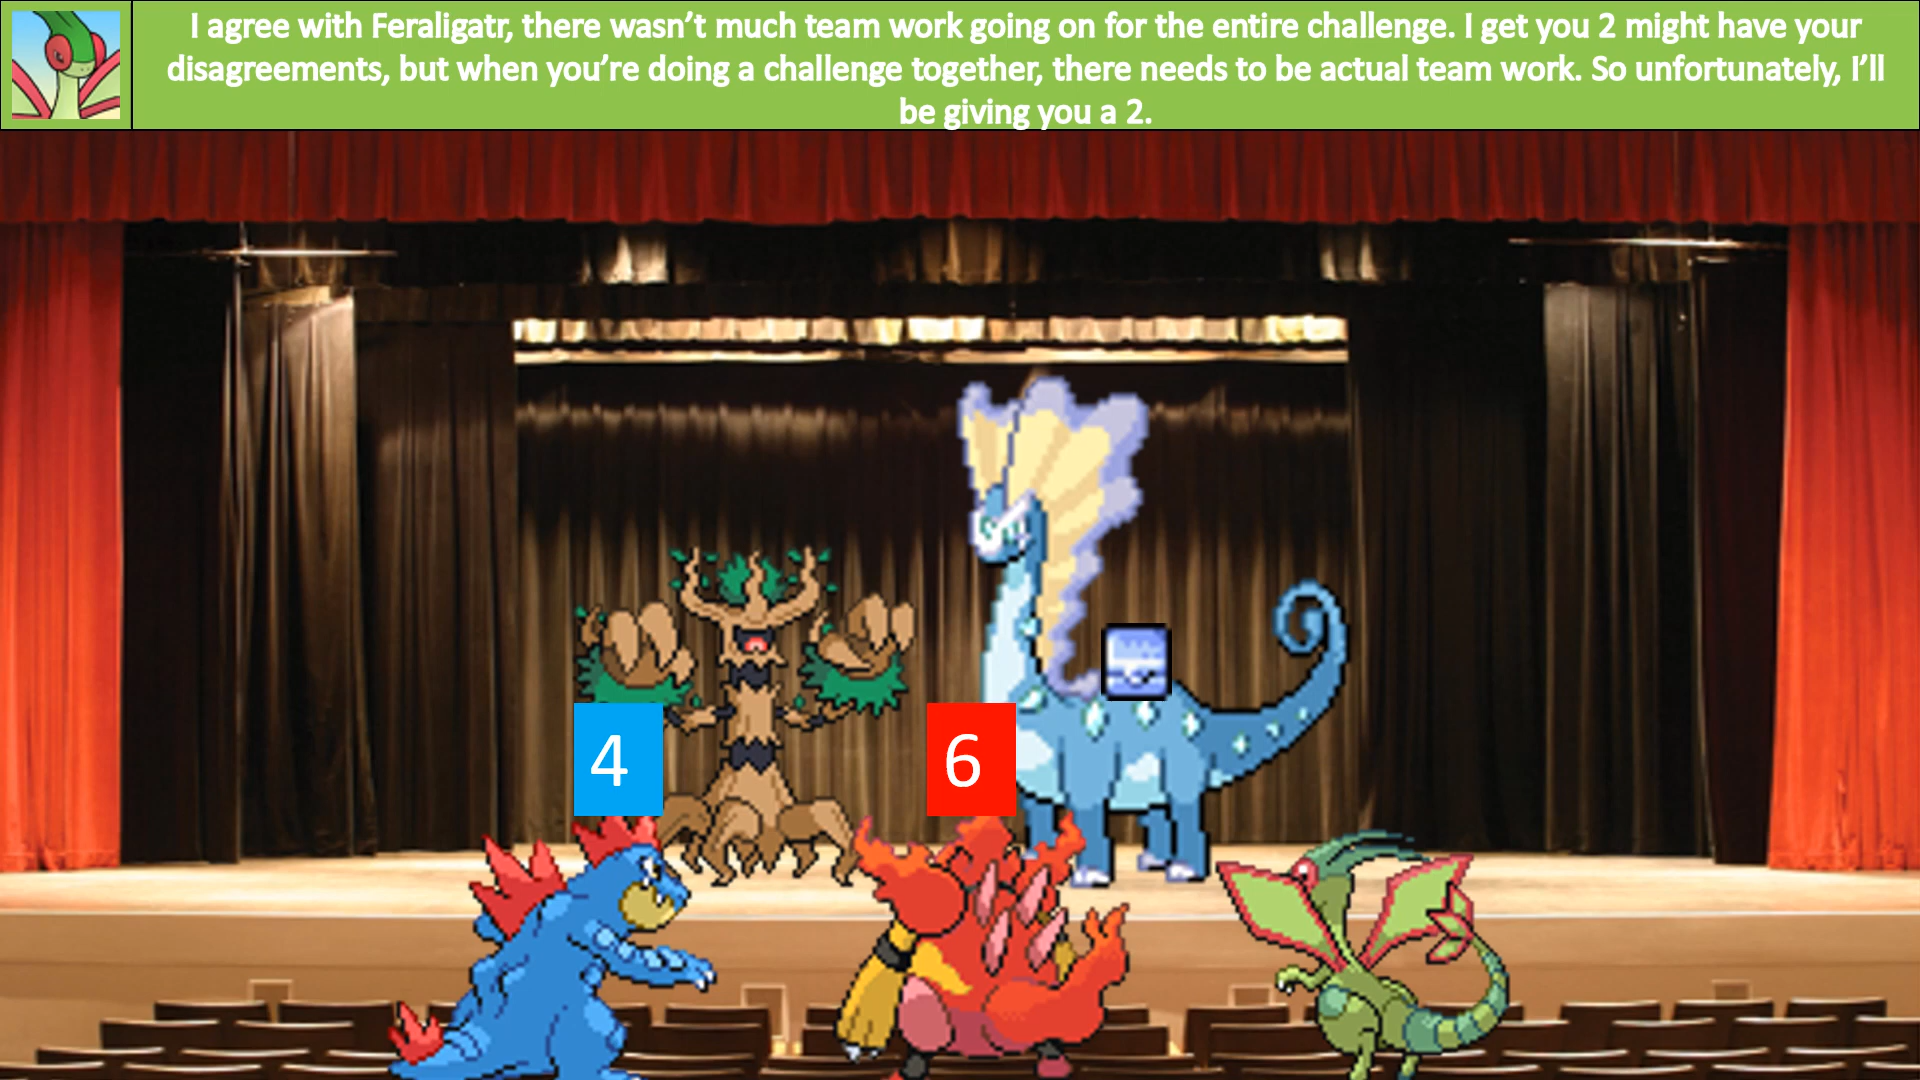 I agree with Feraligatr, there wasn’t much team work going on for the entire challenge. I get you 2 might have your
disagreements, but when you’re doing a challenge together, there needs to be actual team work. So unfortunately, I’ll
be giving you a 2.
4
6